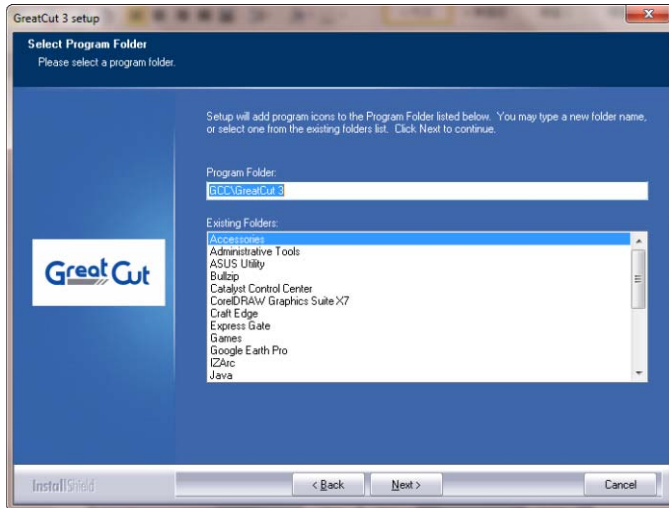 GreatCut 3 setup
Select Program Folder
Please select a program folder.
Setup will add program icons to the Program Folder listed below. You may type a new folder name,
or select one from the existing folders list. Click Next to continue.
Program Folder:
GCC\GreatCut 3
Existing Folders:
Accessories
Administrative Tools
ASUS Utility
Bullzip
Catalyst Control Center
CorelDRAW Graphics Suite X7
Craft Edge
Express Gate
Games
Google Earth Pro
IZArc
Java
Great Cut
InstallShield
< Back
Next >
Cancel